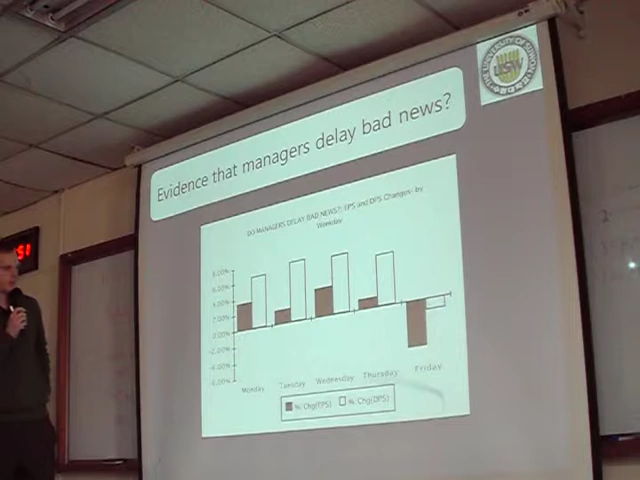 Evidence that managers delay bad news?
DO MANAGERS DELAY BAD NEWS?: EPS and DPS Changes- by
Weekday
8.00%
6.00%
4.00%
2.00%
0.00%
-2.00%
-4.00%
-6.00%
Monday Tuesday Wednesday Thursday Friday
% Chg(EPS) % Chg(DPS)
USW